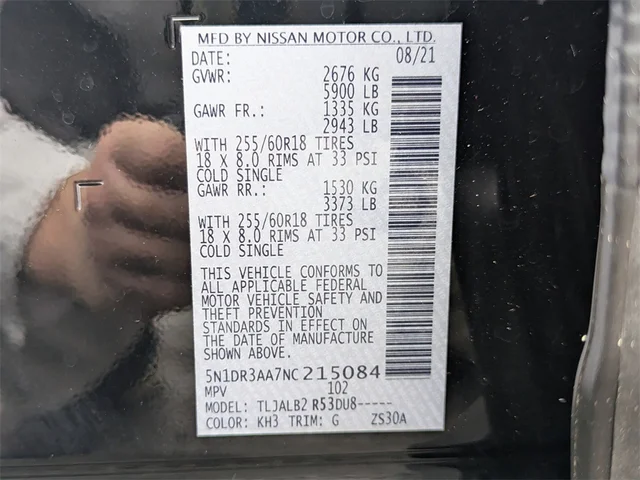 MFD BY NISSAN MOTOR CO., LTD.
DATE: 08/21
GVWR: 2676 KG
5900 LB
GAWR FR.: 1335 KG
2943 LB
WITH 255/60R18 TIRES
18 X 8.0 RIMS AT 33 PSI
COLD SINGLE
GAWR RR.: 1530 KG
3373 LB
WITH 255/60R18 TIRES
18 X 8.0 RIMS AT 33 PSI
COLD SINGLE
THIS VEHICLE CONFORMS TO
ALL APPLICABLE FEDERAL
MOTOR VEHICLE SAFETY AND
THEFT PREVENTION
STANDARDS IN EFFECT ON
THE DATE OF MANUFACTURE
SHOWN ABOVE.
5N1DR3AA7NC215084
MPV 102
MODEL: TLJALB2 R53DU8-----
COLOR: KH3 TRIM: G ZS30A